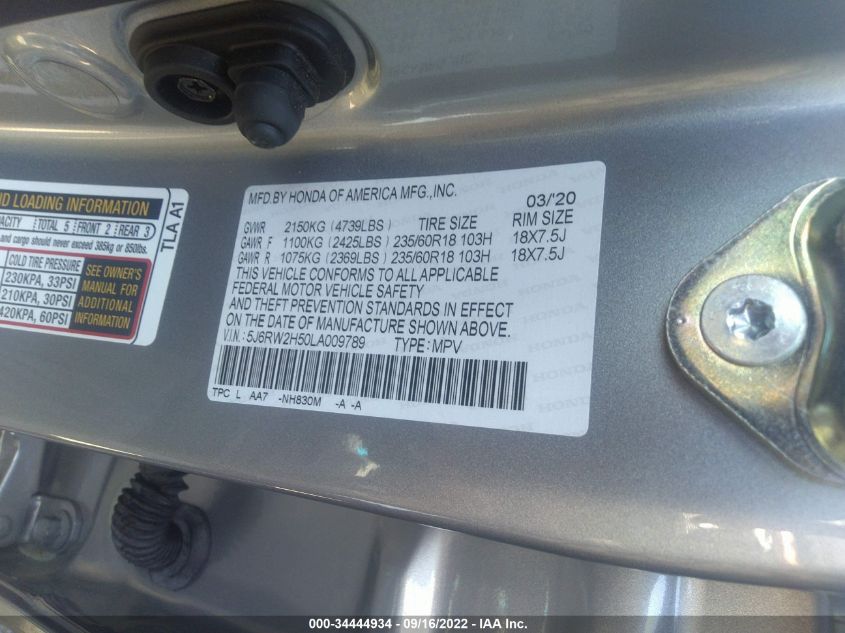 MFD.BY HONDA OF AMERICA MFG.,INC.
03/'20
GVWR 2150KG (4739LBS) TIRE SIZE RIM SIZE
GAWR F 1100KG (2425LBS) 235/60R18 103H 18X7.5J
GAWR R 1075KG (2369LBS) 235/60R18 103H 18X7.5J
THIS VEHICLE CONFORMS TO ALL APPLICABLE
FEDERAL MOTOR VEHICLE SAFETY
AND THEFT PREVENTION STANDARDS IN EFFECT
ON THE DATE OF MANUFACTURE SHOWN ABOVE.
V.I.N.: 5J6RW2H50LA009789 TYPE:MPV
TPC L AA7 -NH830M -A -A
LOADING INFORMATION
TOTAL 5 FRONT 2 REAR 3
and cargo should never exceed 385kg or 850lbs.
COLD TIRE PRESSURE
230KPA, 33PSI
210KPA, 30PSI
420KPA, 60PSI
SEE OWNER'S
MANUAL FOR
ADDITIONAL
INFORMATION
TLA A1
000-34444934 - 09/16/2022 - IAA Inc.